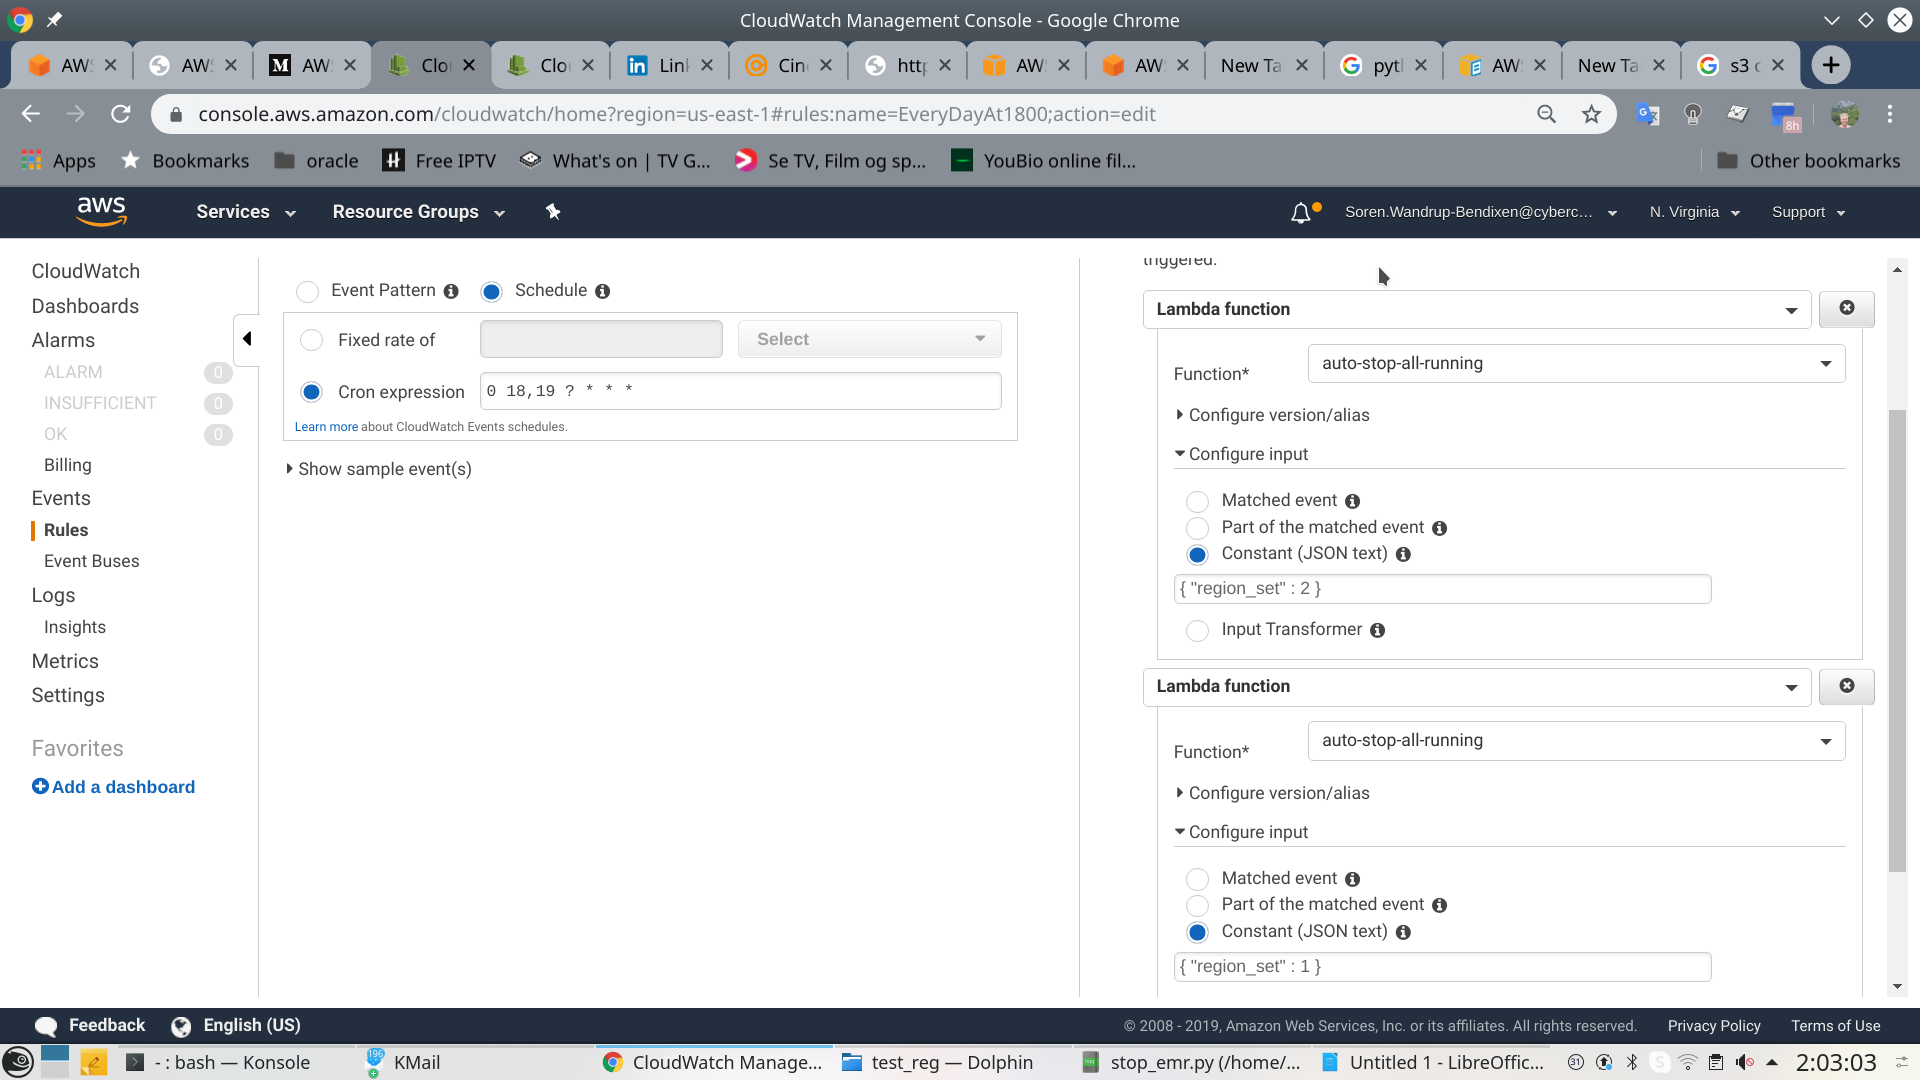 CloudWatch Management Console - Google Chrome
AWS
AWS
AWS
Clo
Clo
Lin
Cin
http
AW
AW
New Ta
pyt
AW
New Ta
s3 c
console.aws.amazon.com/cloudwatch/home?region=us-east-1#rules:name=EveryDayAt1800;action=edit
8h
Apps
Bookmarks
oracle
Free IPTV
What's on | TV G...
Se TV, Film og sp...
YouBio online fil...
Other bookmarks
aws
Services
Resource Groups
Soren.Wandrup-Bendixen@cyberc...
N. Virginia
Support
CloudWatch
Dashboards
Alarms
ALARM 0
INSUFFICIENT 0
OK 0
Billing
Events
Rules
Event Buses
Logs
Insights
Metrics
Settings
Favorites
Add a dashboard
Event Pattern
Schedule
Fixed rate of
Select
Cron expression
0 18,19 ? * * *
Learn more about CloudWatch Events schedules.
Show sample event(s)
triggered.
Lambda function
Function*
auto-stop-all-running
Configure version/alias
Configure input
Matched event
Part of the matched event
Constant (JSON text)
{ "region_set" : 2 }
Input Transformer
Lambda function
Function*
auto-stop-all-running
Configure version/alias
Configure input
Matched event
Part of the matched event
Constant (JSON text)
{ "region_set" : 1 }
Feedback
English (US)
© 2008 - 2019, Amazon Web Services, Inc. or its affiliates. All rights reserved.
Privacy Policy
Terms of Use
- : bash — Konsole
196
KMail
CloudWatch Manage...
test_reg — Dolphin
stop_emr.py (/home/...
Untitled 1 - LibreOffic...
31
2:03:03